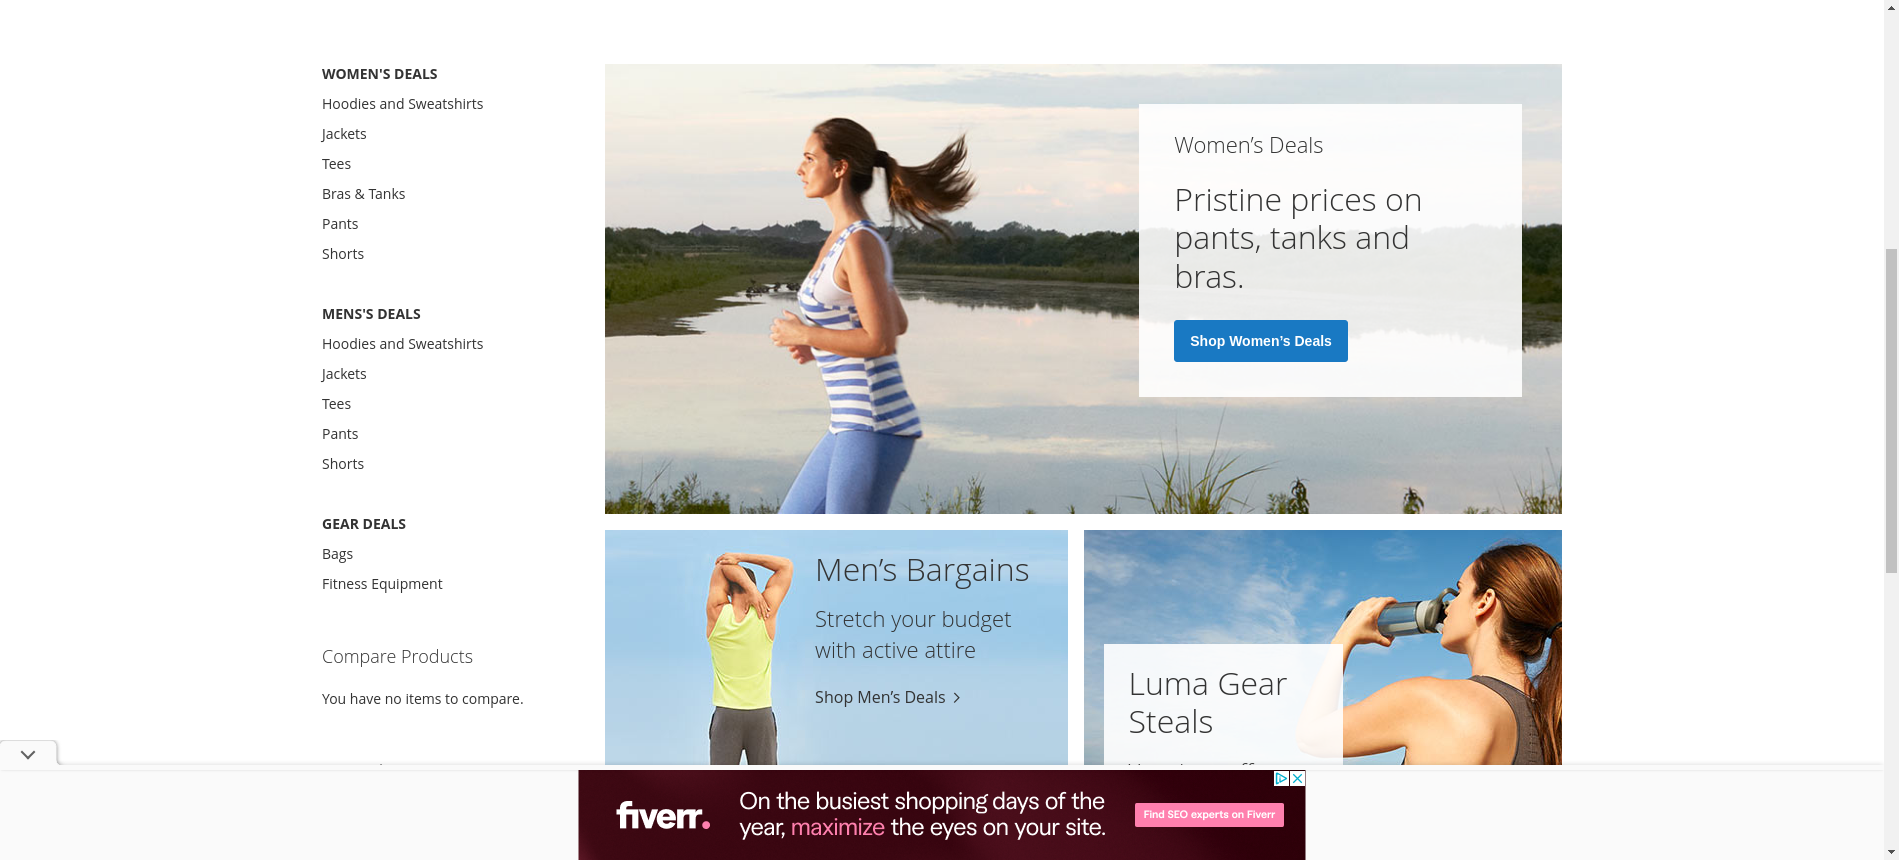 WOMEN'S DEALS
Hoodies and Sweatshirts
Jackets
Tees
Bras & Tanks
Pants
Shorts
MENS'S DEALS
Hoodies and Sweatshirts
Jackets
Tees
Pants
Shorts
GEAR DEALS
Bags
Fitness Equipment
Compare Products
You have no items to compare.
Women’s Deals
Pristine prices on
pants, tanks and
bras.
Shop Women’s Deals
Men’s Bargains
Stretch your budget
with active attire
Shop Men’s Deals
Luma Gear
Steals
fiverr.
On the busiest shopping days of the
year, maximize the eyes on your site.
Find SEO experts on Fiverr